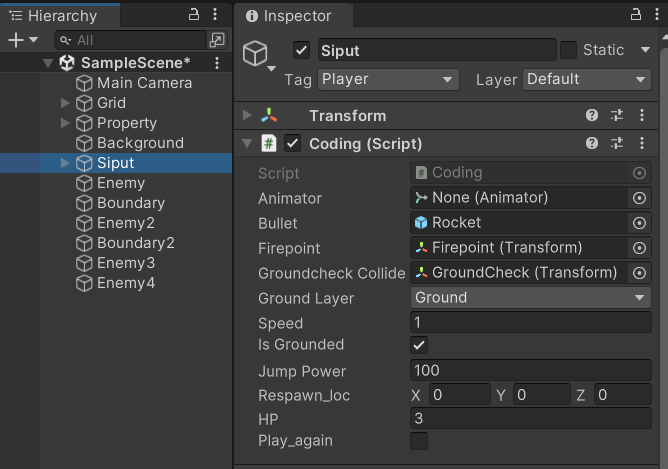 Hierarchy
All
SampleScene*
Main Camera
Grid
Property
Background
Siput
Enemy
Boundary
Enemy2
Boundary2
Enemy3
Enemy4
Inspector
Siput Static
Tag Player Layer Default
Transform
# Coding (Script)
Script # Coding
Animator None (Animator)
Bullet Rocket
Firepoint Firepoint (Transform)
Groundcheck Collide GroundCheck (Transform)
Ground Layer Ground
Speed 1
Is Grounded
Jump Power 100
Respawn_loc X 0 Y 0 Z 0
HP 3
Play_again